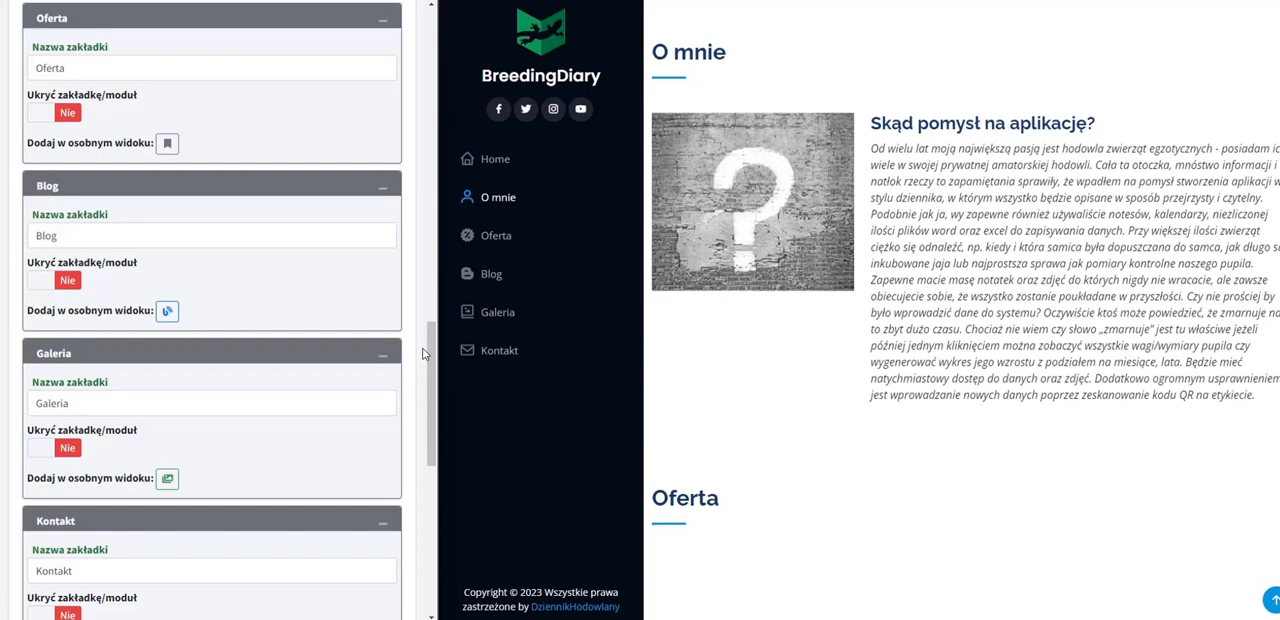 Oferta
Nazwa zakładki
Oferta
Ukryć zakładkę/moduł
Nie
Dodaj w osobnym widoku:
Blog
Nazwa zakładki
Blog
Ukryć zakładkę/moduł
Nie
Dodaj w osobnym widoku:
Galeria
Nazwa zakładki
Galeria
Ukryć zakładkę/moduł
Nie
Dodaj w osobnym widoku:
Kontakt
Nazwa zakładki
Kontakt
Ukryć zakładkę/moduł
Nie
BreedingDiary
Home
O mnie
Oferta
Blog
Galeria
Kontakt
Copyright © 2023 Wszystkie prawa
zastrzeżone by DziennikHodowlany
O mnie
Skąd pomysł na aplikację?
Od wielu lat moją największą pasją jest hodowla zwierząt egzotycznych - posiadam ic
wiele w swojej prywatnej amatorskiej hodowli. Cała ta otoczka, mnóstwo informacji i
natłok rzeczy to zapamiętania sprawiły, że wpadłem na pomysł stworzenia aplikacji w
stylu dziennika, w którym wszystko będzie opisane w sposób przejrzysty i czytelny.
Podobnie jak ja, wy zapewne również używaliście notesów, kalendarzy, niezliczonej
ilości plików word oraz excel do zapisywania danych. Przy większej ilości zwierząt
ciężko się odnaleźć, np. kiedy i która samica była dopuszczana do samca, jak długo są
inkubowane jaja lub najprostsza sprawa jak pomiary kontrolne naszego pupila.
Zapewne macie masę notatek oraz zdjęć do których nigdy nie wracacie, ale zawsze
obiecujecie sobie, że wszystko zostanie poukładane w przyszłości. Czy nie prościej by
było wprowadzić dane do systemu? Oczywiście ktoś może powiedzieć, że zmarnuje na
to zbyt dużo czasu. Chociaż nie wiem czy słowo „zmarnuje” jest tu właściwe jeżeli
później jednym kliknięciem można zobaczyć wszystkie wagi/wymiary pupila czy
wygenerować wykres jego wzrostu z podziałem na miesiące, lata. Będzie mieć
natychmiastowy dostęp do danych oraz zdjęć. Dodatkowo ogromnym usprawnieniem
jest wprowadzanie nowych danych poprzez zeskanowanie kodu QR na etykiecie.
Oferta